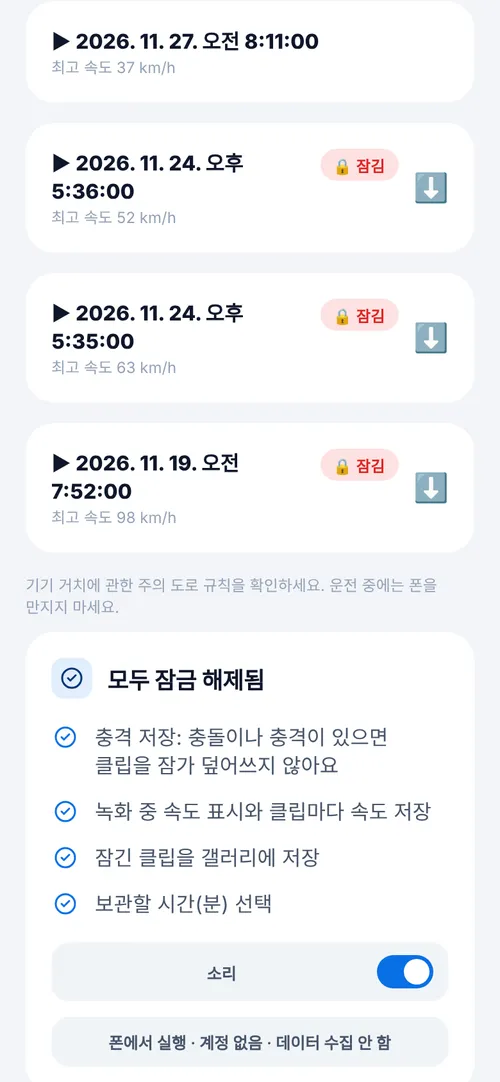 ▶ 2026. 11. 27. 오전 8:11:00
최고 속도 37 km/h
▶ 2026. 11. 24. 오후
5:36:00
🔒 잠김
⬇️
최고 속도 52 km/h
▶ 2026. 11. 24. 오후
5:35:00
🔒 잠김
⬇️
최고 속도 63 km/h
▶ 2026. 11. 19. 오전
7:52:00
🔒 잠김
⬇️
최고 속도 98 km/h
기기 거치에 관한 주의 도로 규칙을 확인하세요. 운전 중에는 폰을
만지지 마세요.
모두 잠금 해제됨
충격 저장: 충돌이나 충격이 있으면
클립을 잠가 덮어쓰지 않아요
녹화 중 속도 표시와 클립마다 속도 저장
잠긴 클립을 갤러리에 저장
보관할 시간(분) 선택
소리
폰에서 실행 · 계정 없음 · 데이터 수집 안 함